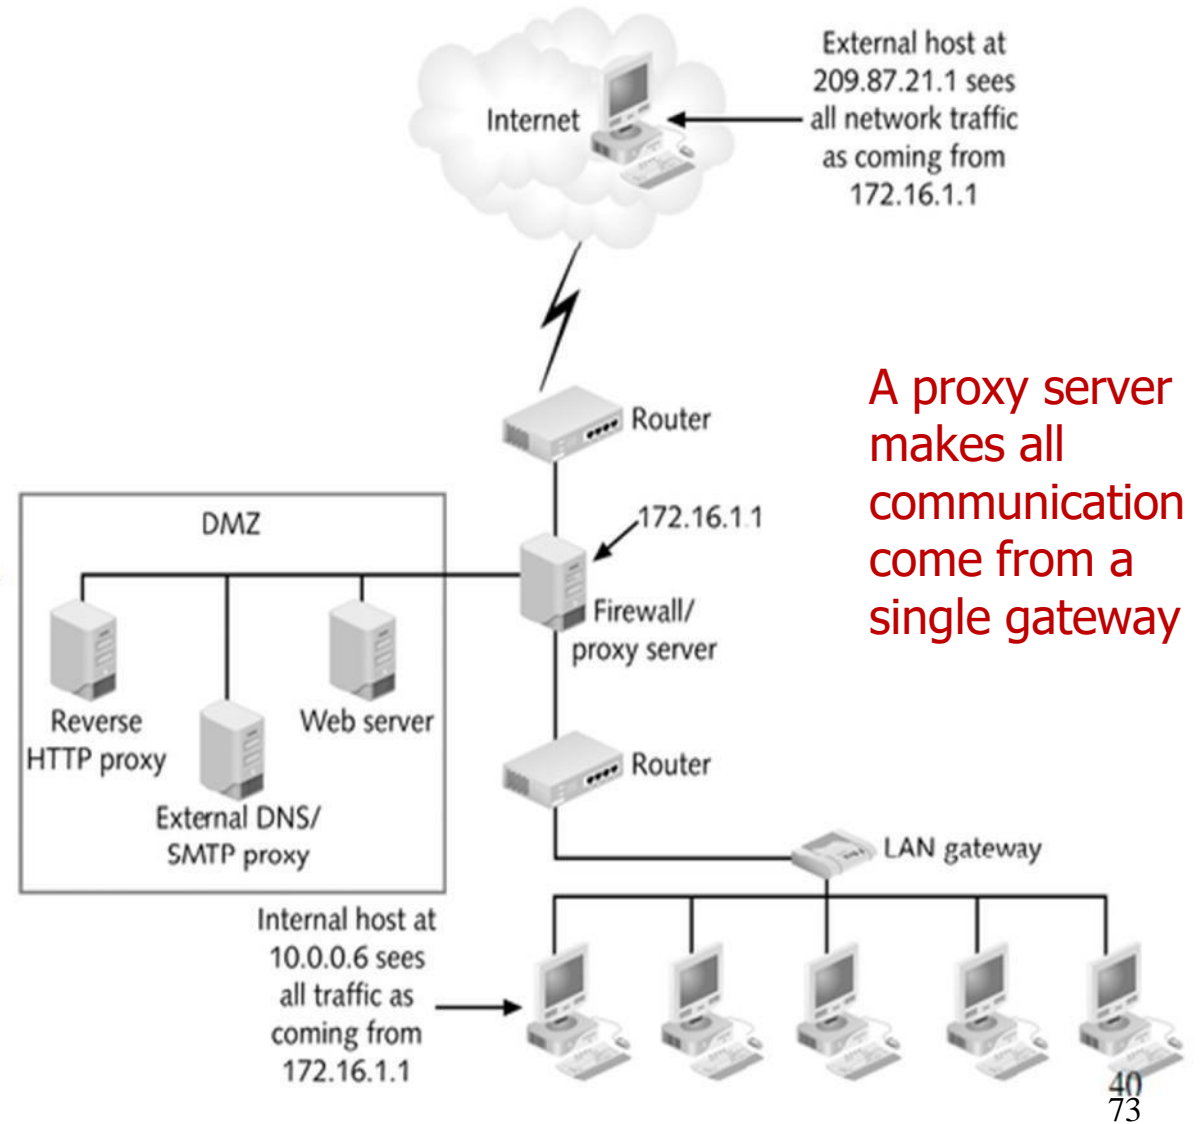 External host at
209.87.21.1 sees
all network traffic
as coming from
172.16.1.1
Internet
Router
A proxy server
makes all
communication
come from a
single gateway
DMZ
172.16.1.1
Firewall/
proxy server
Reverse
HTTP proxy
Web server
External DNS/
SMTP proxy
Router
LAN gateway
Internal host at
10.0.0.6 sees
all traffic as
coming from
172.16.1.1
40
73